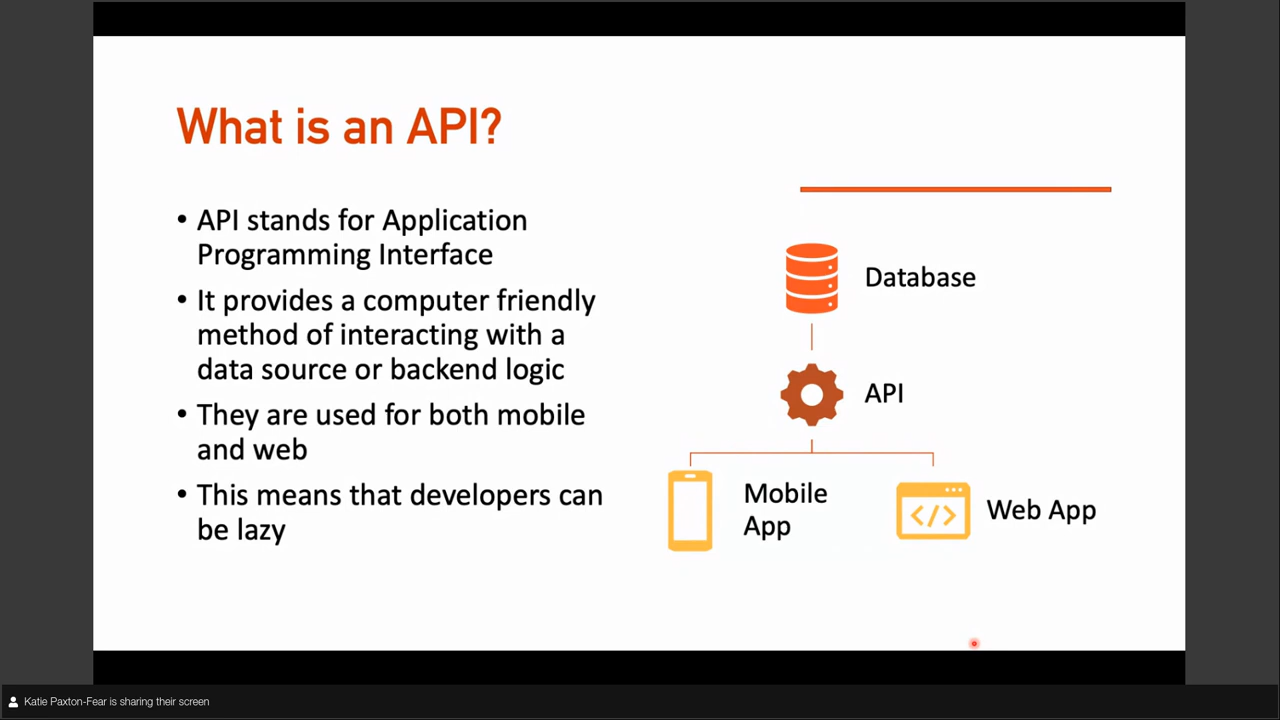 What is an API?
• API stands for Application
Programming Interface
• It provides a computer friendly
method of interacting with a
data source or backend logic
• They are used for both mobile
and web
• This means that developers can
be lazy
Database
API
Mobile
App
</>
Web App
Katie Paxton-Fear is sharing their screen